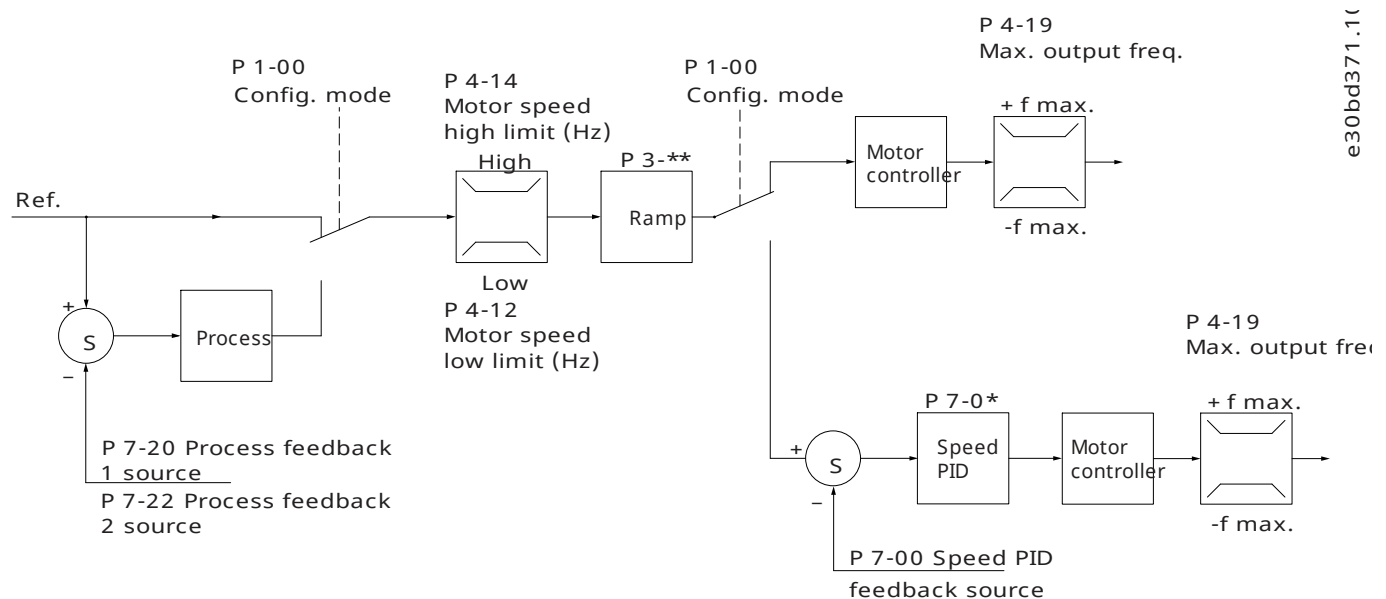 P 4-19
Max. output freq.
P 1-00
Config. mode
P 4-14
Motor speed
high limit (Hz)
P 1-00
Config. mode
+ f max.
High
P 3-**
Motor
controller
Ref.
Ramp
-f max.
Low
+
S
–
Process
P 4-12
Motor speed
low limit (Hz)
P 4-19
Max. output
P 7-0*
+ f max.
P 7-20 Process feedback
1 source
P 7-22 Process feedback
2 source
+
S
–
Speed
PID
Motor
controller
-f max.
P 7-00 Speed PID
feedback source